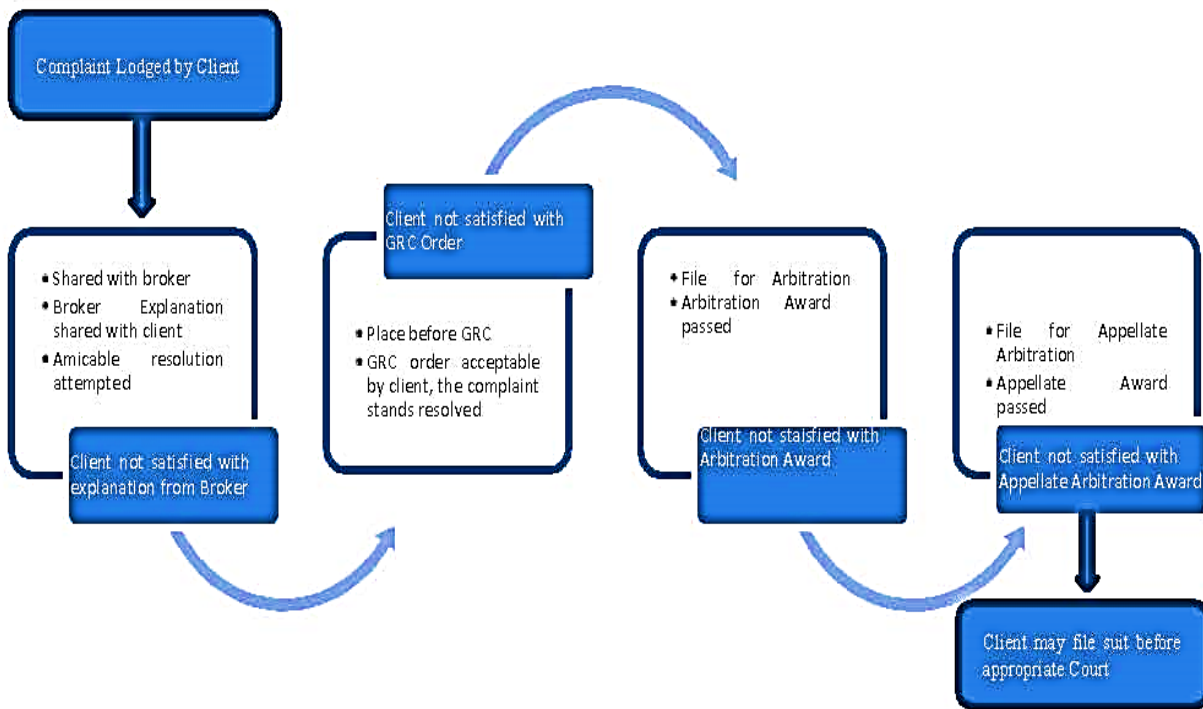 Complaint Lodged by Client
• Shared with broker
• Broker Explanation
shared with client
• Amicable resolution
attempted
Client not satisfied with
explanation from Broker
Client not satisfied with
GRC Order
• Place before GRC
• GRC order acceptable
by client, the complaint
stands resolved
• File for Arbitration
• Arbitration Award
passed
Client not staisfied with
Arbitration Award
• File for Appellate
Arbitration
• Appellate Award
passed
Client not satisfied with
Appellate Arbitration Award
Client may file suit before
appropriate Court